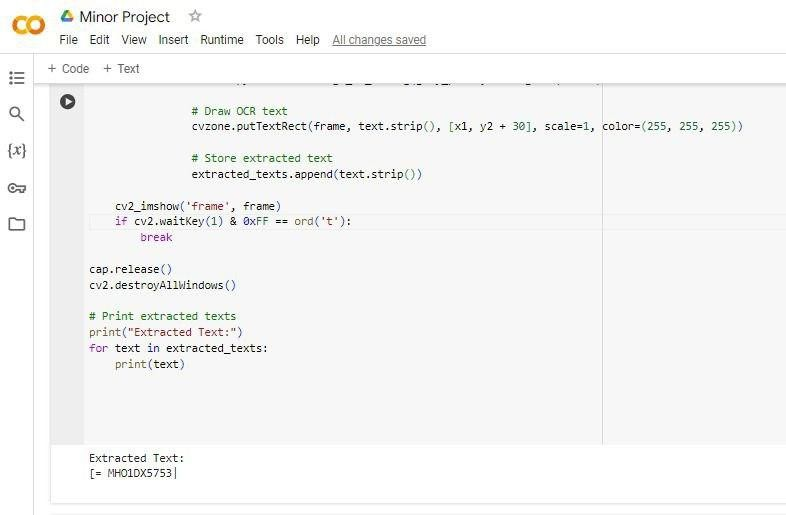 CO Minor Project
File Edit View Insert Runtime Tools Help All changes saved
+ Code + Text
# Draw OCR text
cvzone.putTextRect(frame, text.strip(), [x1, y2 + 30], scale=1, color=(255, 255, 255))
# Store extracted text
extracted_texts.append(text.strip())
cv2_imshow('frame', frame)
if cv2.waitKey(1) & 0xFF == ord('t'):
break
cap.release()
cv2.destroyAllWindows()
# Print extracted texts
print("Extracted Text:")
for text in extracted_texts:
print(text)
Extracted Text:
[= MHO1DX5753|